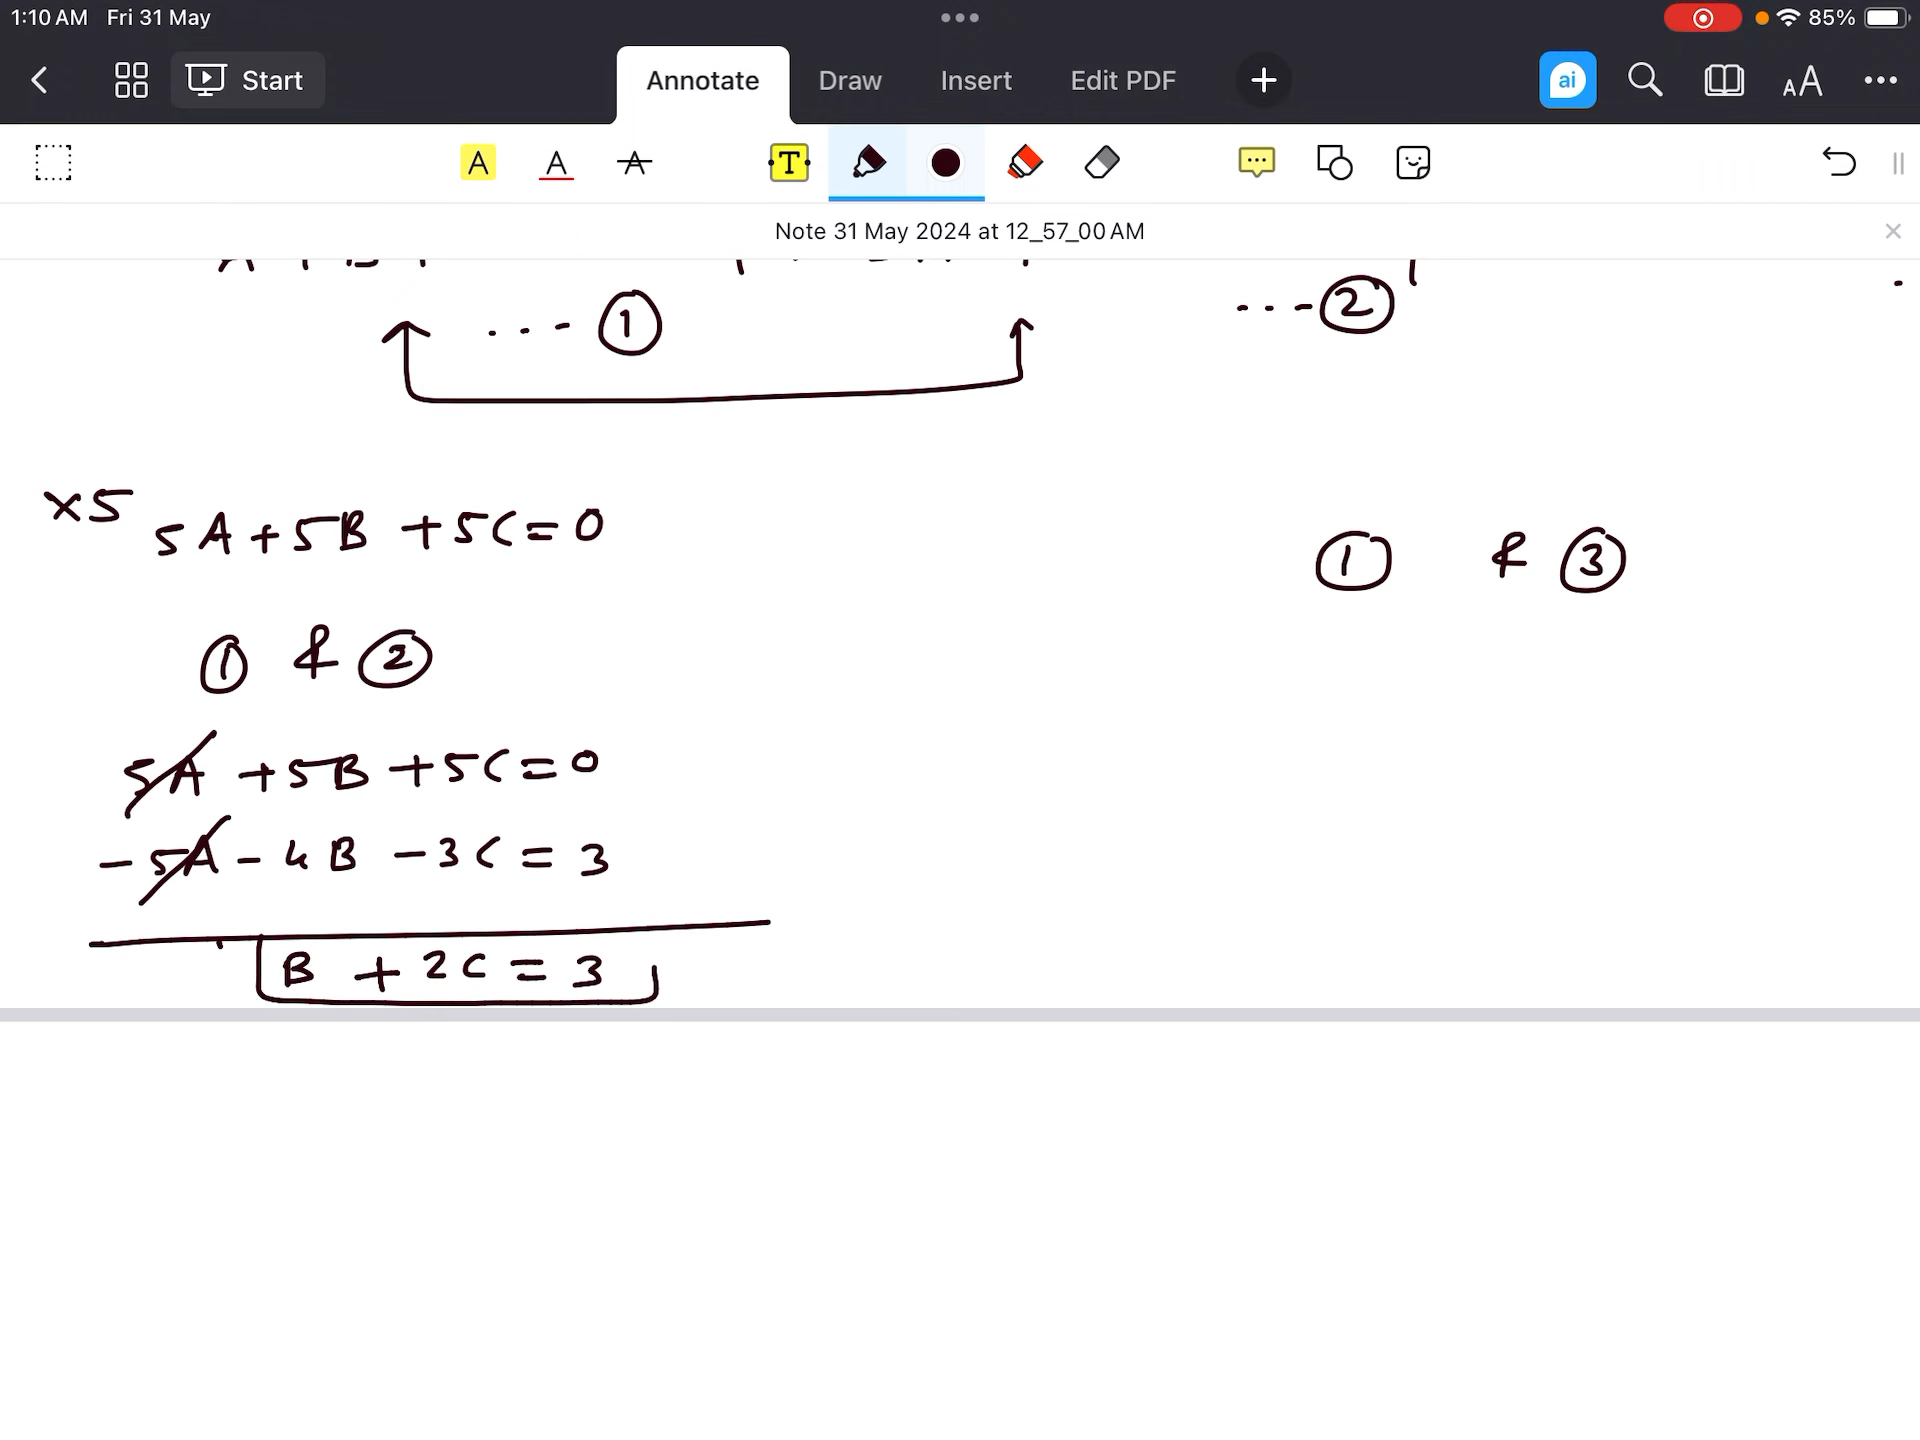 1:10 AM Fri 31 May
85%
Start
Annotate
Draw
Insert
Edit PDF
ai
AA
A A A T
Note 31 May 2024 at 12_57_00 AM
... ①
... ②
×5 5A + 5B + 5C = 0
① & ③
① & ②
5A + 5B + 5C = 0
- 5A - 4B - 3C = 3
B + 2C = 3